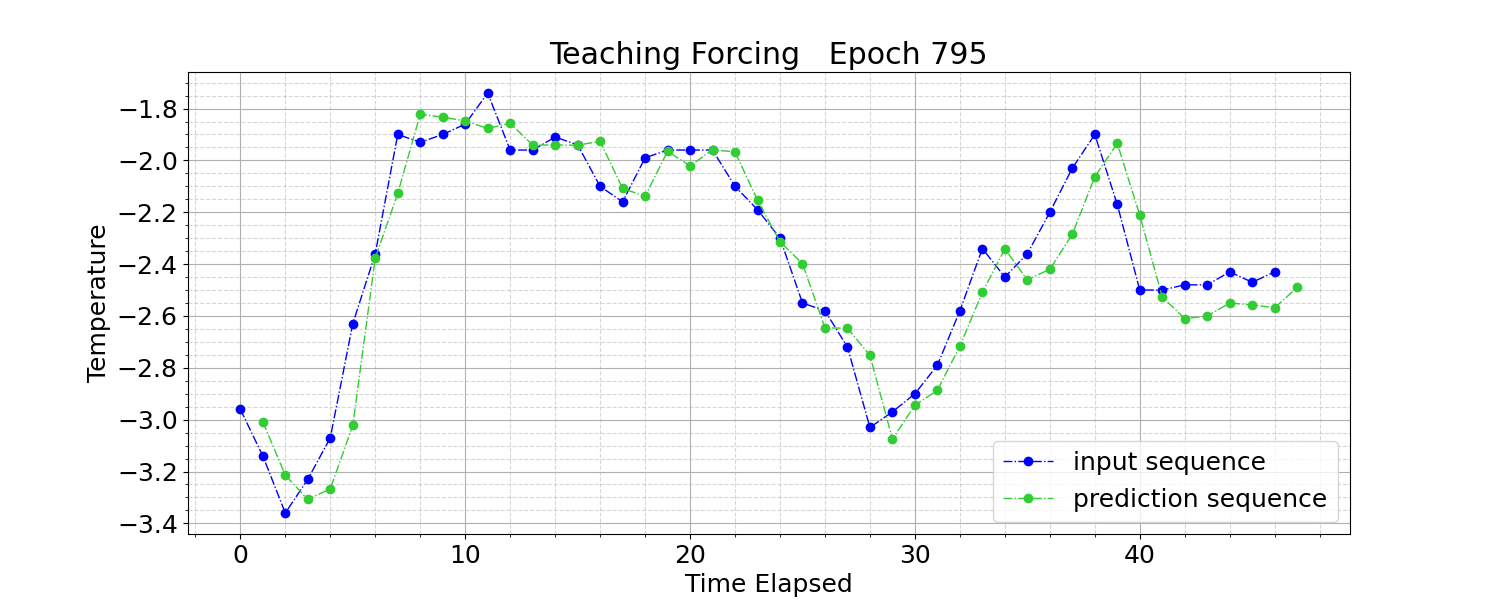 Teaching Forcing   Epoch 795
Temperature
−1.8
−2.0
−2.2
−2.4
−2.6
−2.8
−3.0
−3.2
−3.4
input sequence
prediction sequence
0 10 20 30 40
Time Elapsed